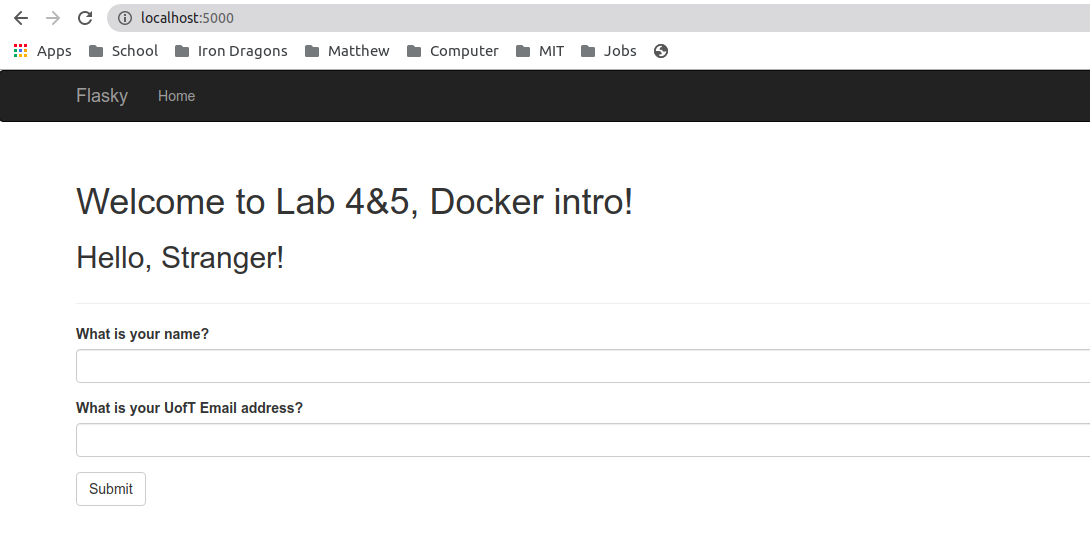 localhost:5000
Apps School Iron Dragons Matthew Computer MIT Jobs
Flasky Home
Welcome to Lab 4&5, Docker intro!
Hello, Stranger!
What is your name?
What is your UofT Email address?
Submit